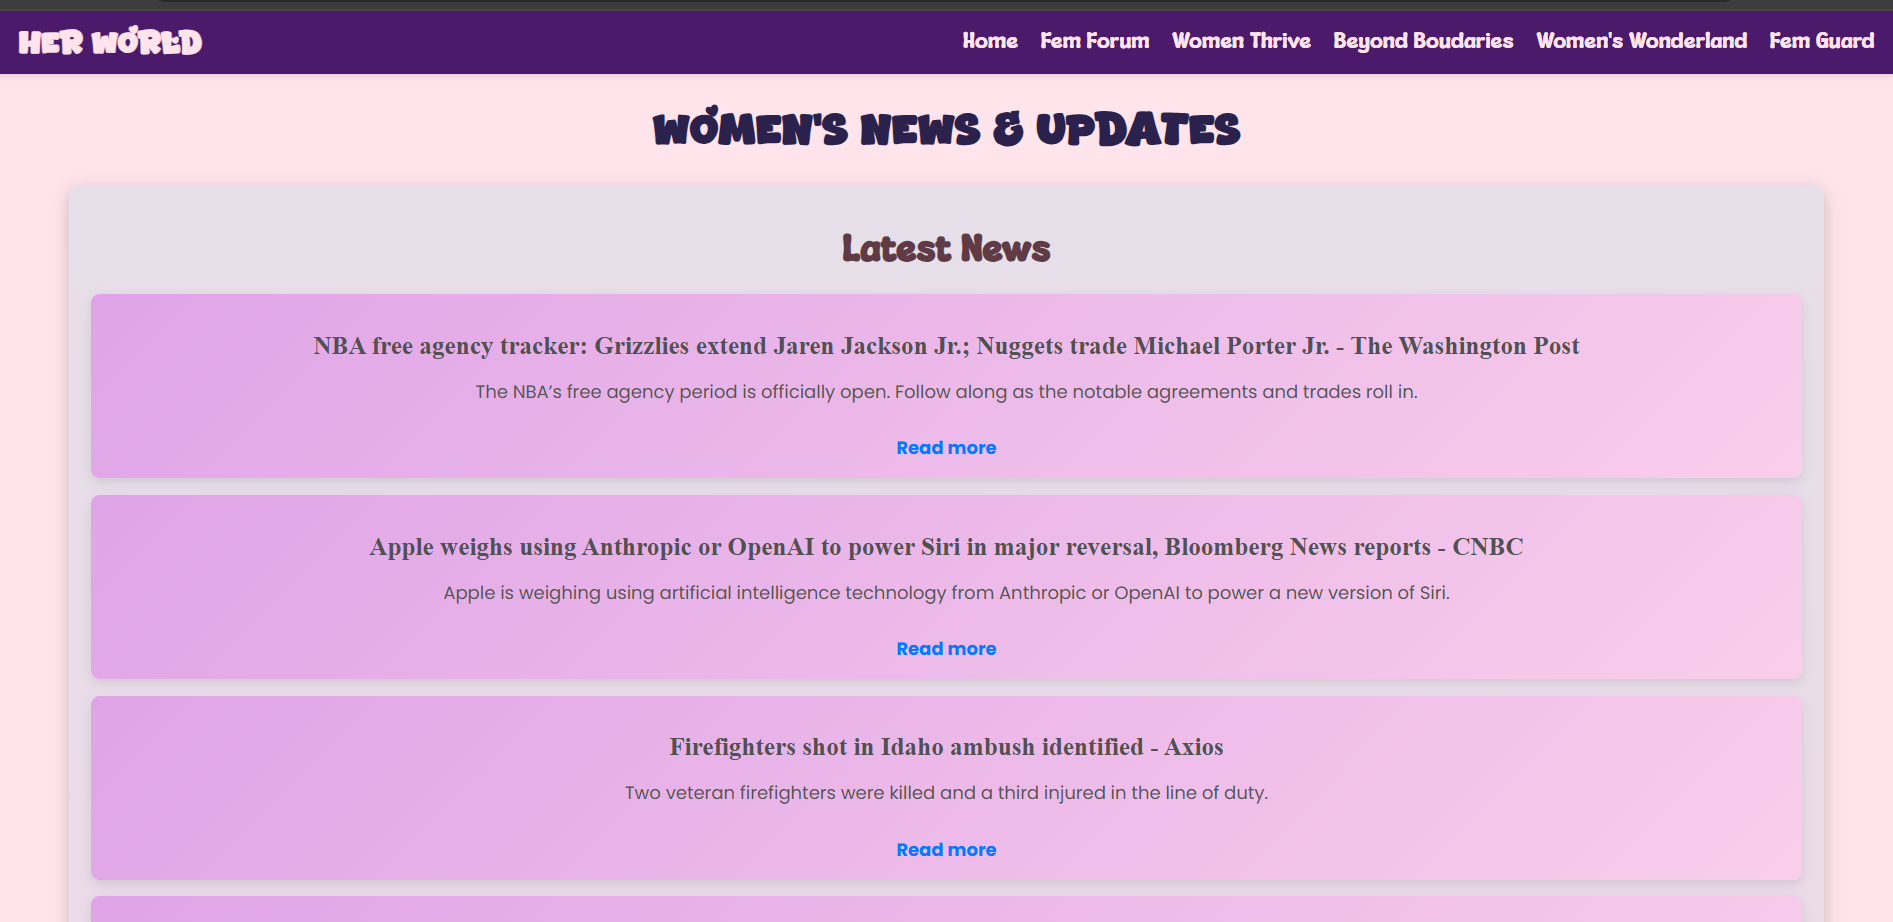 HER WORLD
Home Fem Forum Women Thrive Beyond Boudaries Women's Wonderland Fem Guard
WOMEN'S NEWS & UPDATES
Latest News
NBA free agency tracker: Grizzlies extend Jaren Jackson Jr.; Nuggets trade Michael Porter Jr. - The Washington Post
The NBA’s free agency period is officially open. Follow along as the notable agreements and trades roll in.
Read more
Apple weighs using Anthropic or OpenAI to power Siri in major reversal, Bloomberg News reports - CNBC
Apple is weighing using artificial intelligence technology from Anthropic or OpenAI to power a new version of Siri.
Read more
Firefighters shot in Idaho ambush identified - Axios
Two veteran firefighters were killed and a third injured in the line of duty.
Read more